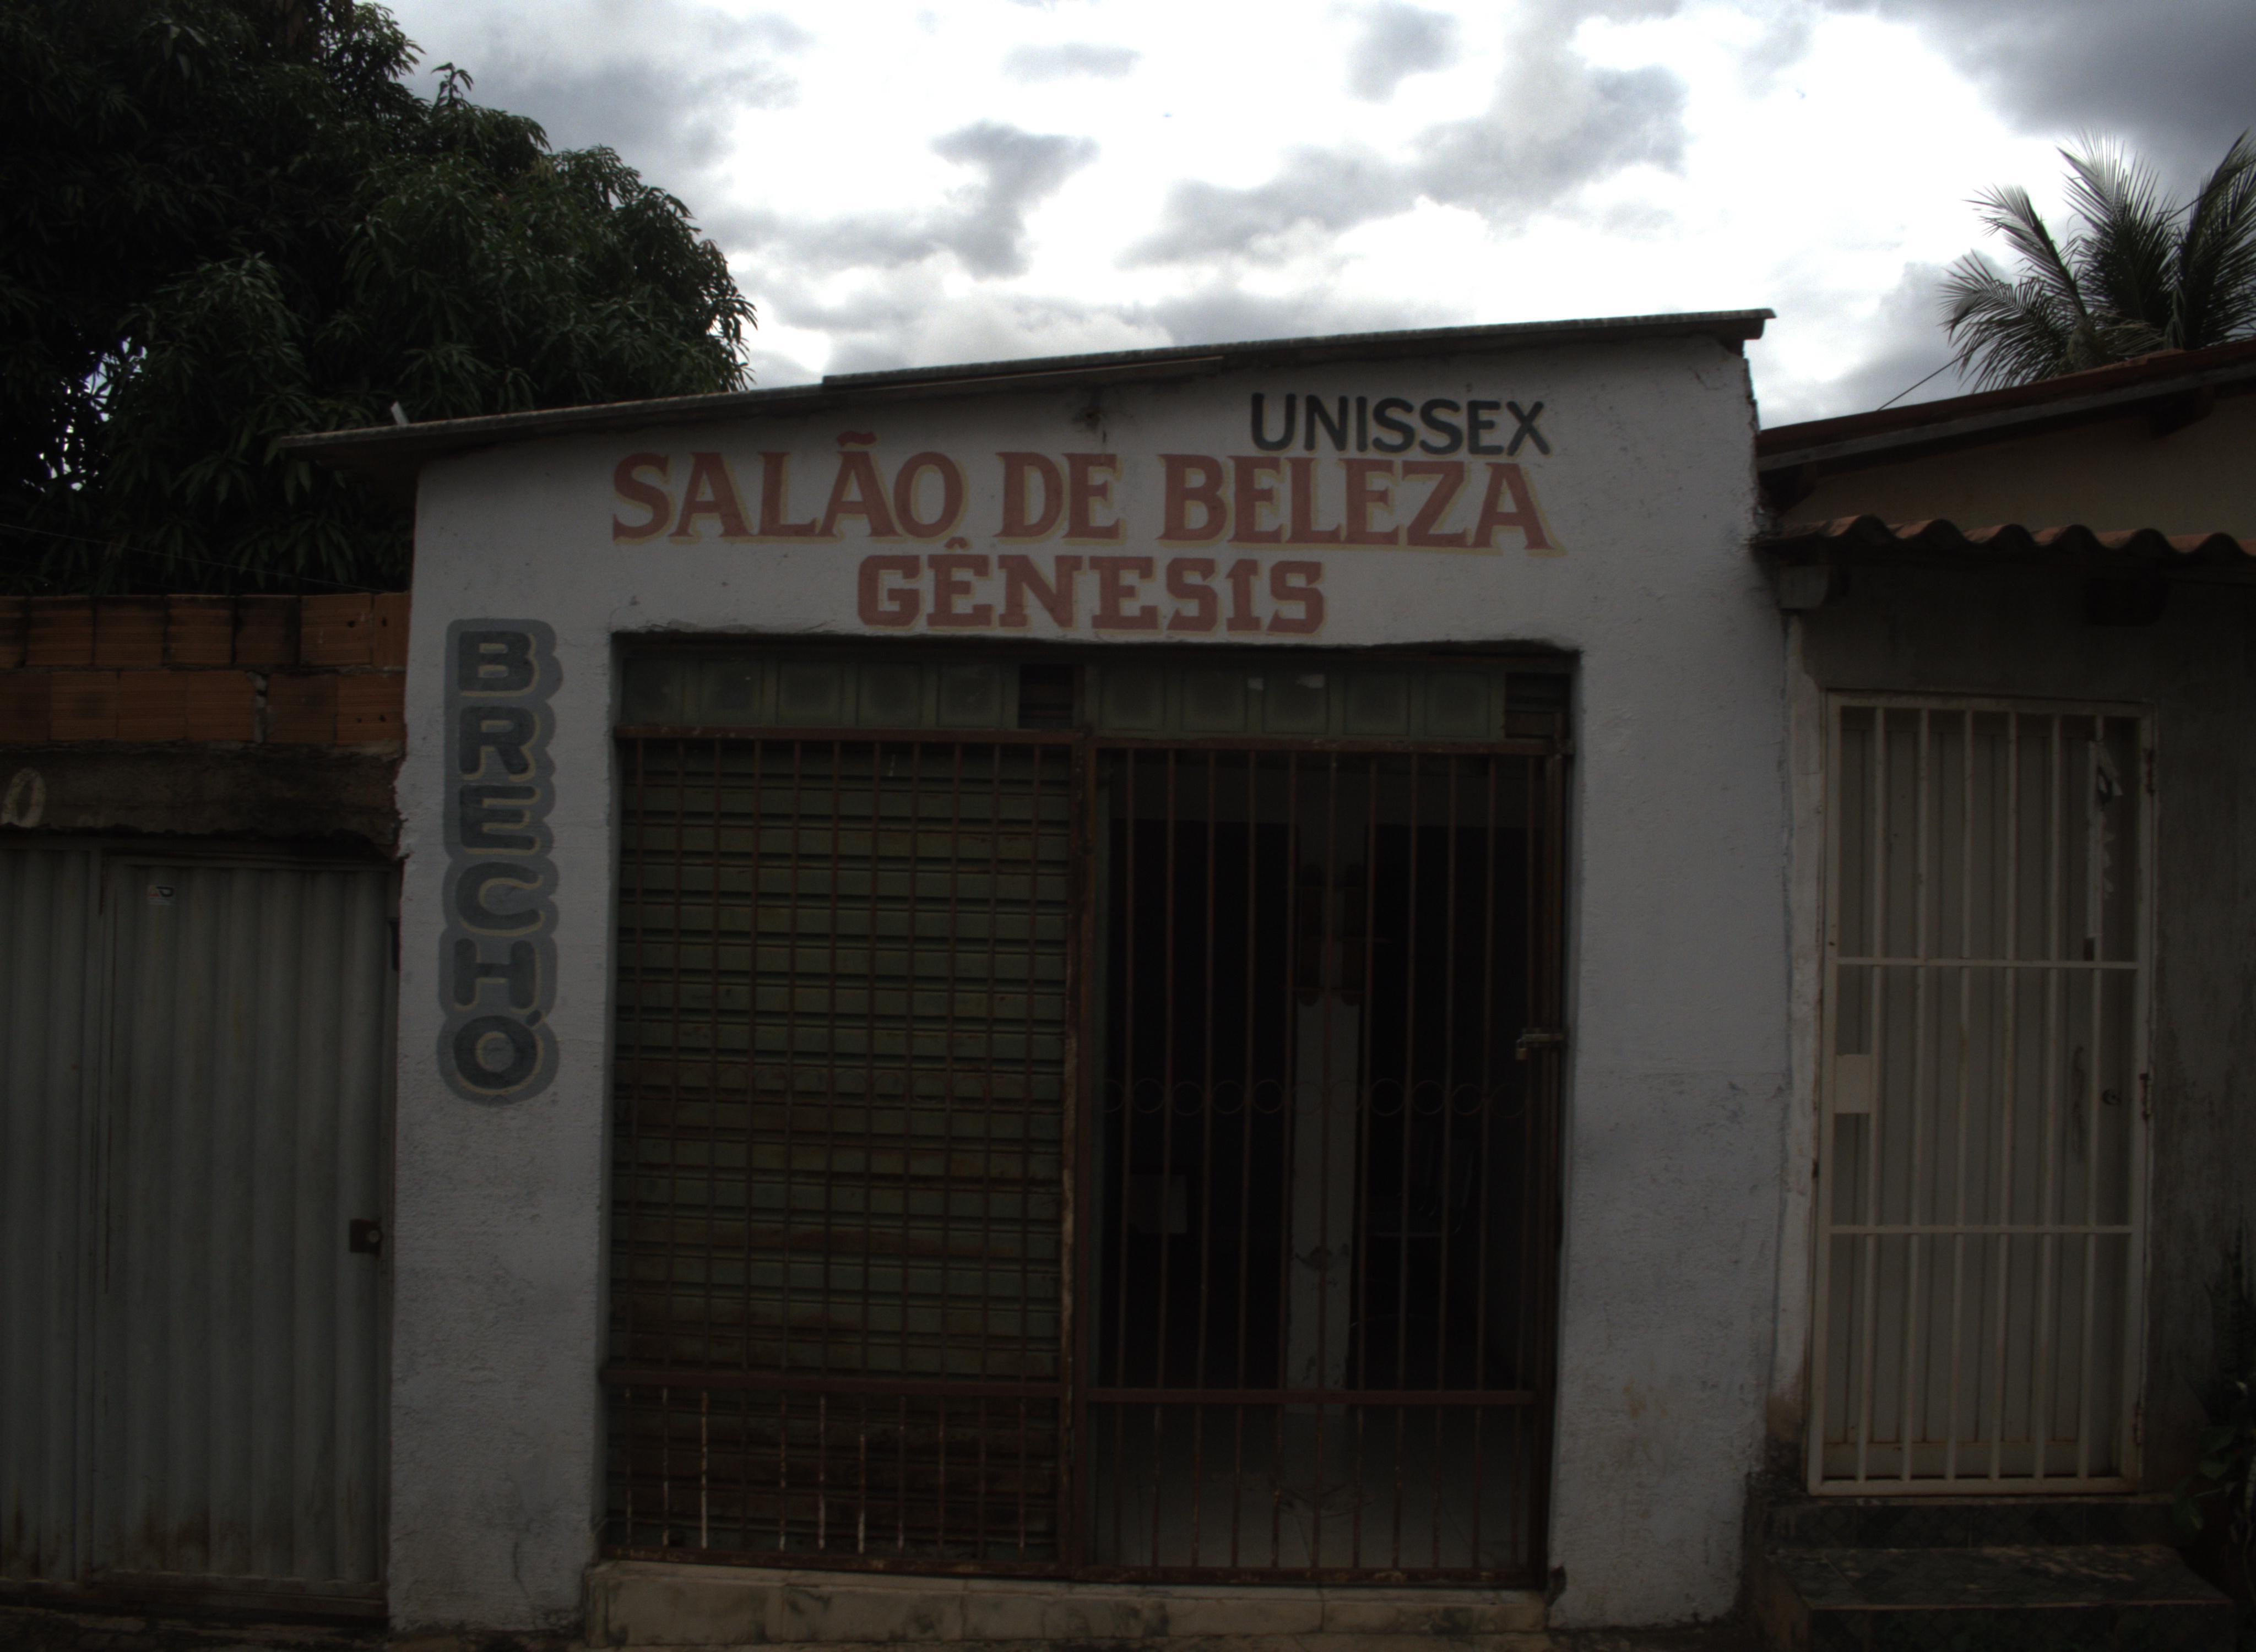 UNISSEX
SALÃO DE BELEZA
GÊNESIS
BRECHÓ